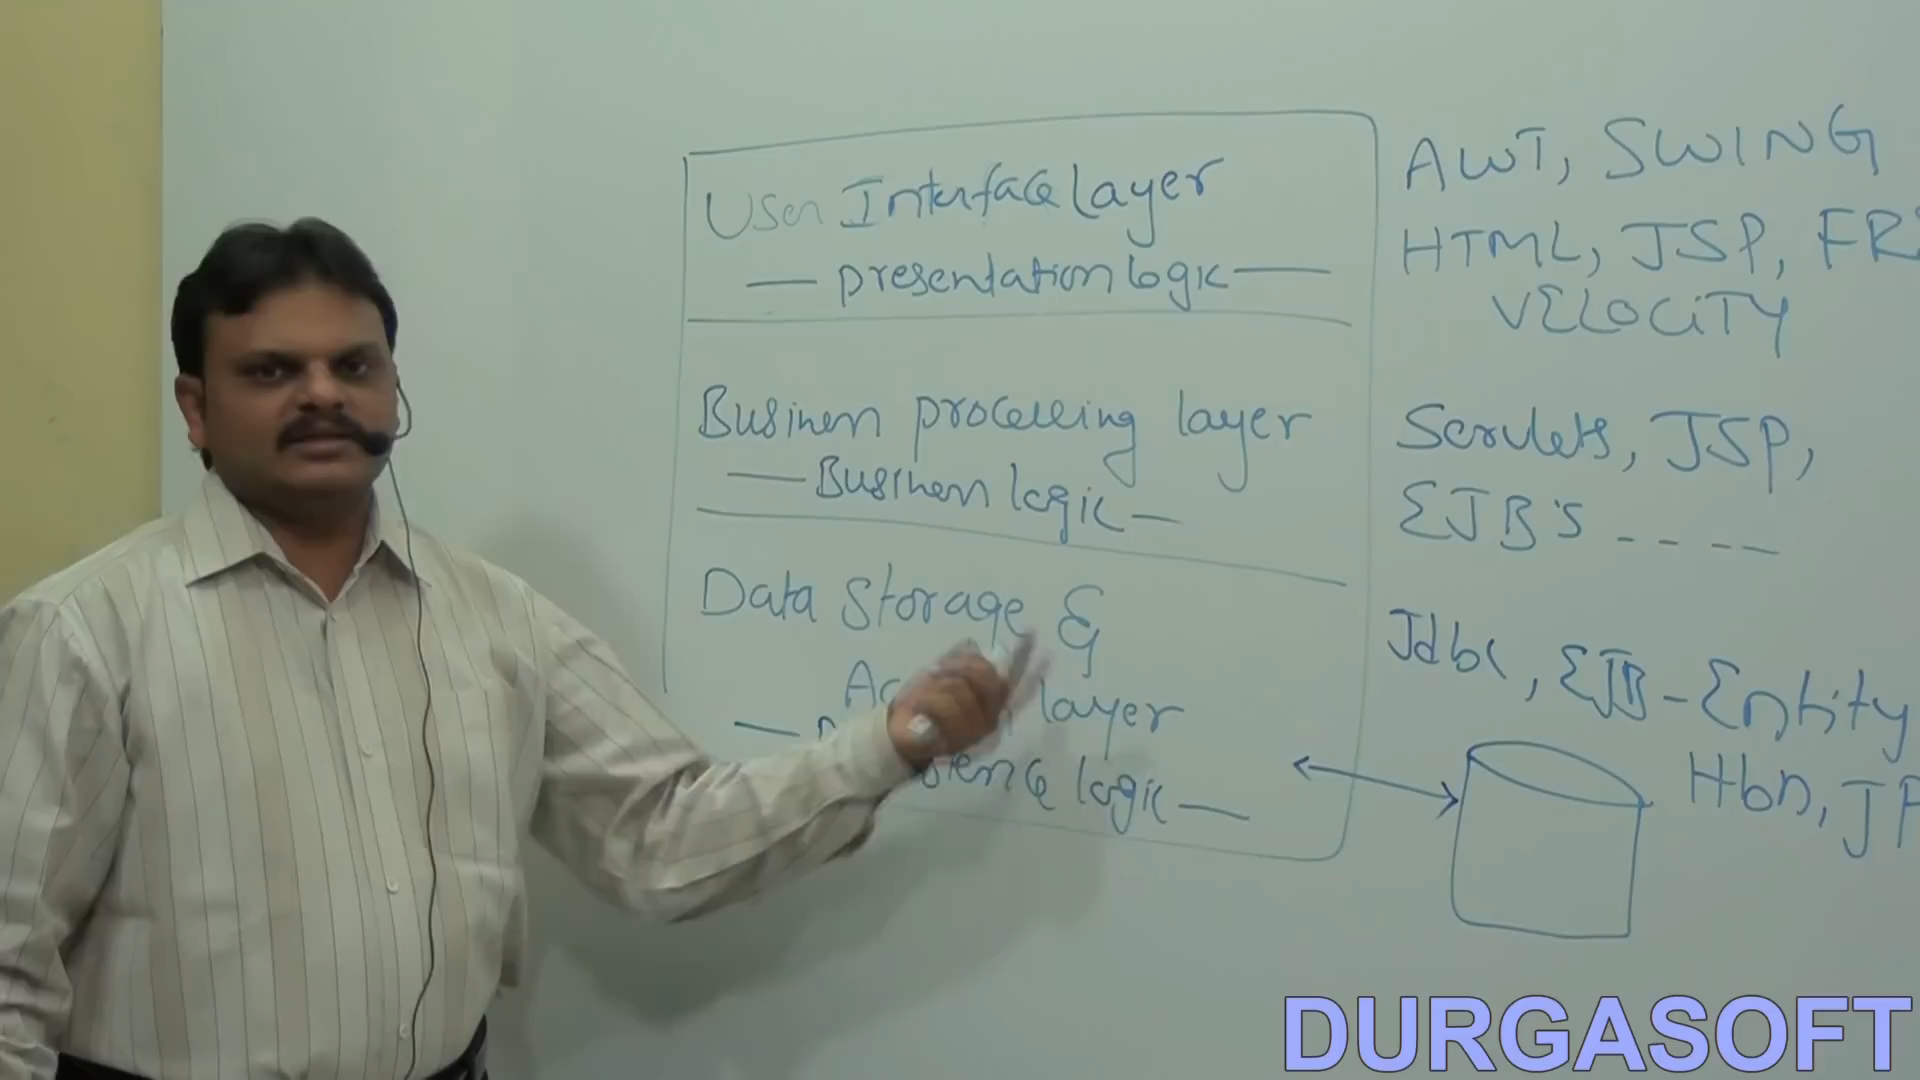 User Interface Layer
— presentation logic —
Business processing layer
— Business logic —
Data Storage &
layer
logic —
AWT, SWING
HTML, JSP,
VELOCITY
Servlets, JSP,
EJB's - - - -
Jdbc, EJB - Entity
Hbn,
DURGASOFT